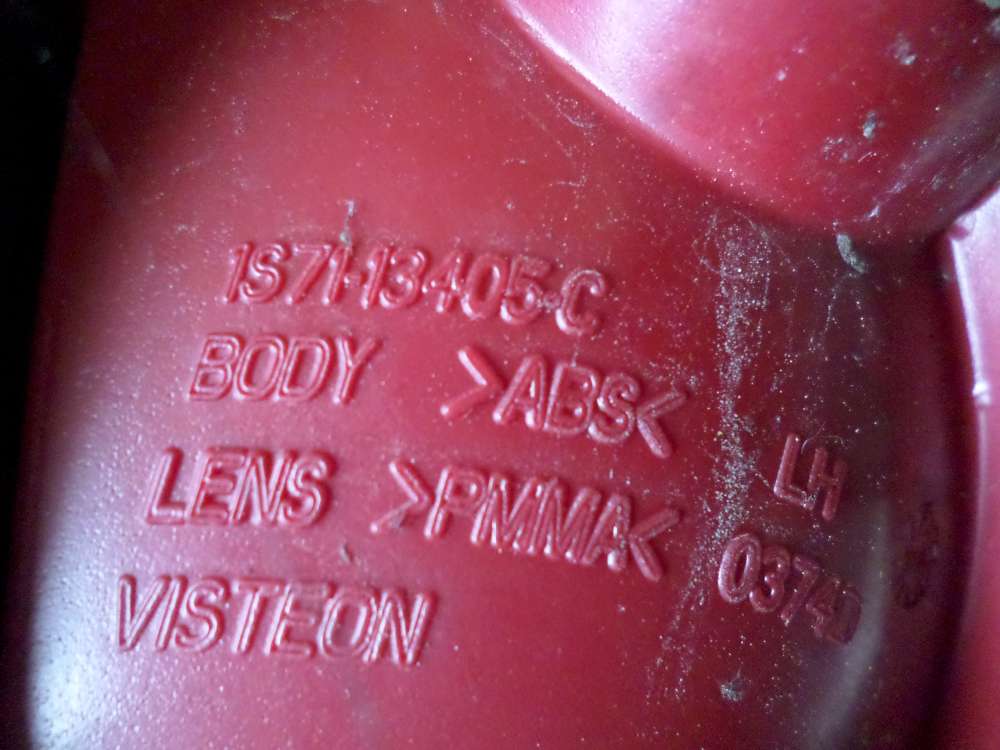 1S71-13405-C
BODY >ABS<
LENS >PMMA<
VISTEON
LH